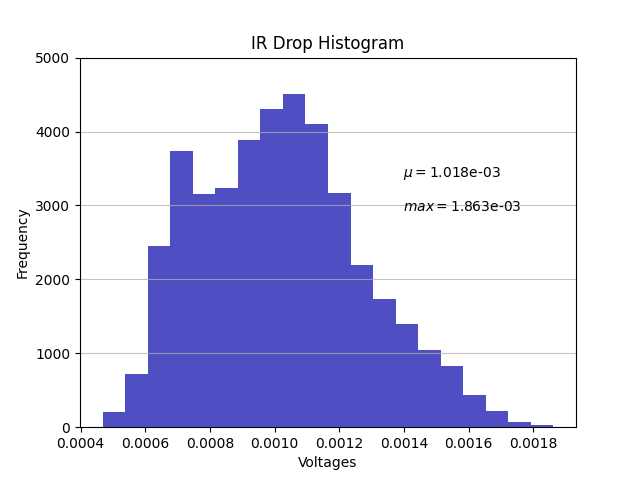 IR Drop Histogram
5000
4000
3000
2000
1000
0
Frequency
μ = 1.018e-03
max = 1.863e-03
0.0004 0.0006 0.0008 0.0010 0.0012 0.0014 0.0016 0.0018
Voltages